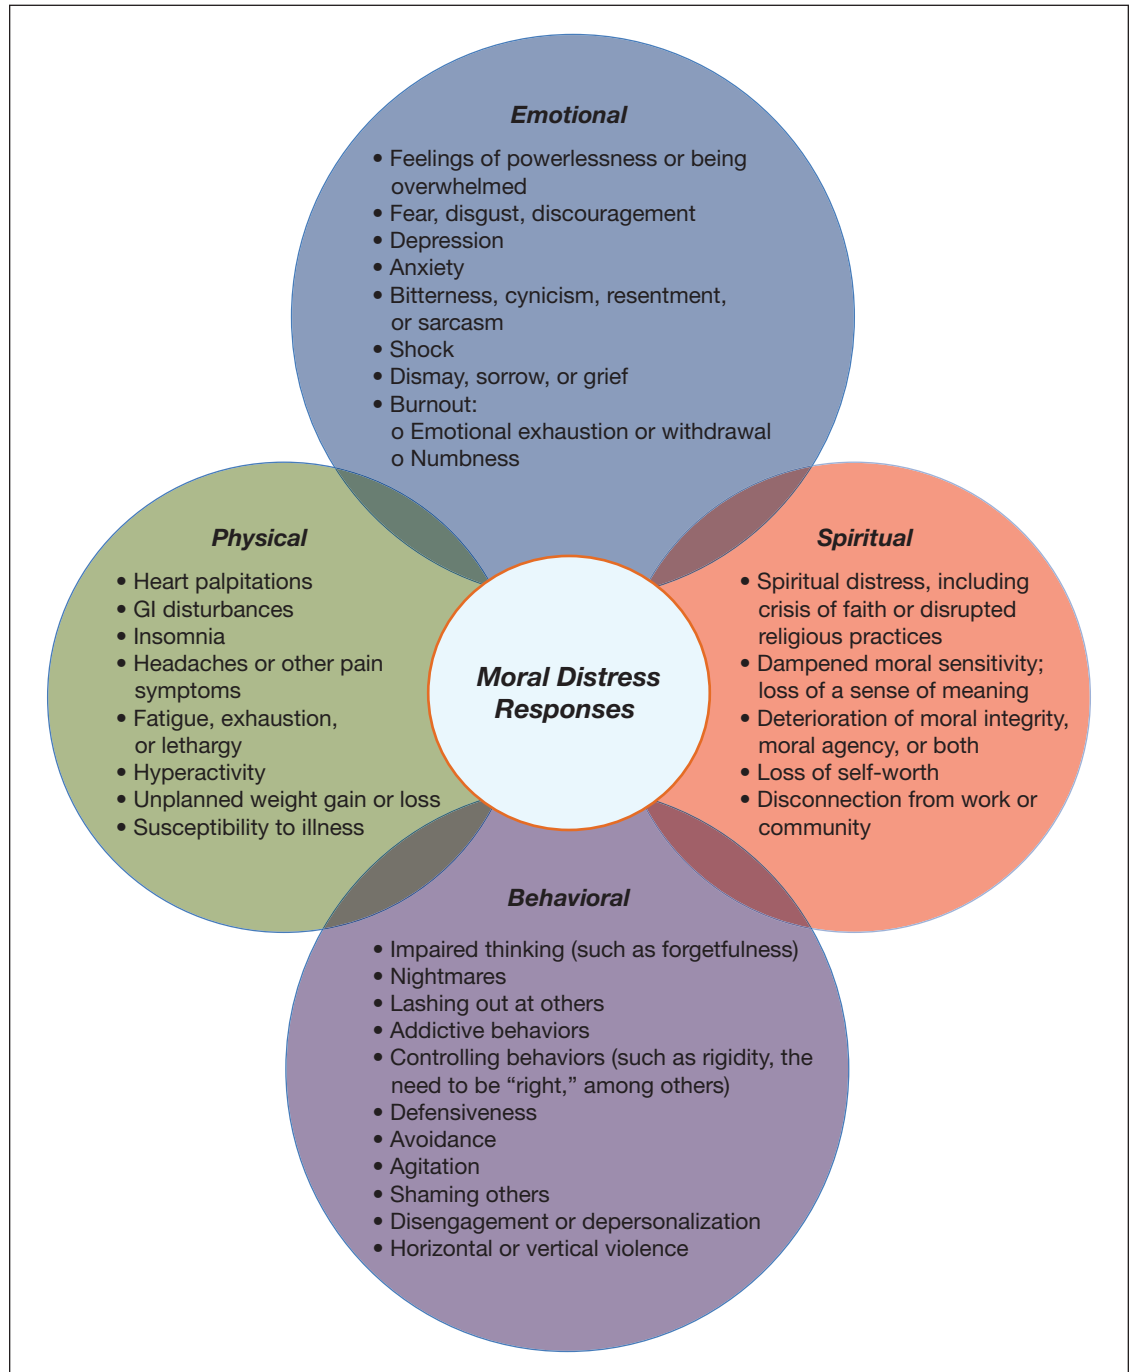 Emotional
• Feelings of powerlessness or being
overwhelmed
• Fear, disgust, discouragement
• Depression
• Anxiety
• Bitterness, cynicism, resentment,
or sarcasm
• Shock
• Dismay, sorrow, or grief
• Burnout:
o Emotional exhaustion or withdrawal
o Numbness
Physical
• Heart palpitations
• GI disturbances
• Insomnia
• Headaches or other pain
symptoms
• Fatigue, exhaustion,
or lethargy
• Hyperactivity
• Unplanned weight gain or loss
• Susceptibility to illness
Moral Distress
Responses
Spiritual
• Spiritual distress, including
crisis of faith or disrupted
religious practices
• Dampened moral sensitivity;
loss of a sense of meaning
• Deterioration of moral integrity,
moral agency, or both
• Loss of self-worth
• Disconnection from work or
community
Behavioral
• Impaired thinking (such as forgetfulness)
• Nightmares
• Lashing out at others
• Addictive behaviors
• Controlling behaviors (such as rigidity, the
need to be “right,” among others)
• Defensiveness
• Avoidance
• Agitation
• Shaming others
• Disengagement or depersonalization
• Horizontal or vertical violence